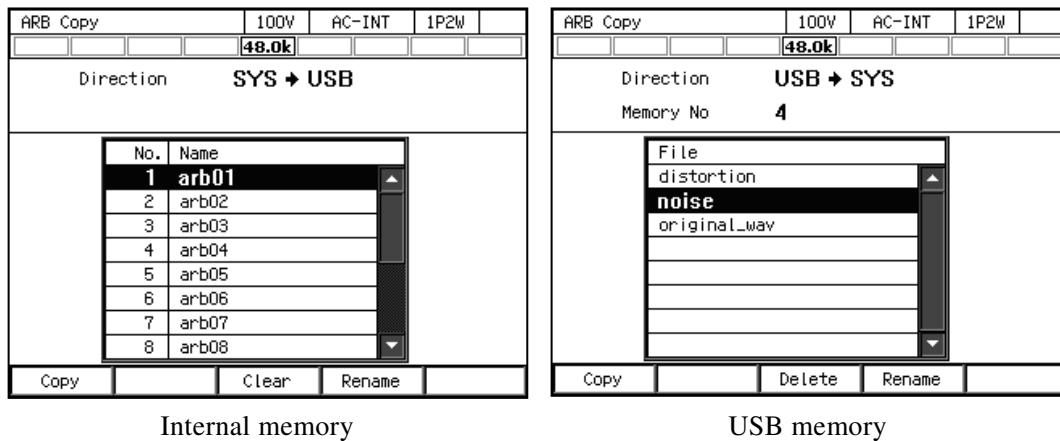 ARB Copy 100V AC-INT 1P2W
48.0k
Direction SYS → USB
No. Name
1 arb01
2 arb02
3 arb03
4 arb04
5 arb05
6 arb06
7 arb07
8 arb08
Copy Clear Rename
Internal memory
ARB Copy 100V AC-INT 1P2W
48.0k
Direction USB → SYS
Memory No 4
File
distortion
noise
original_wav
Copy Delete Rename
USB memory